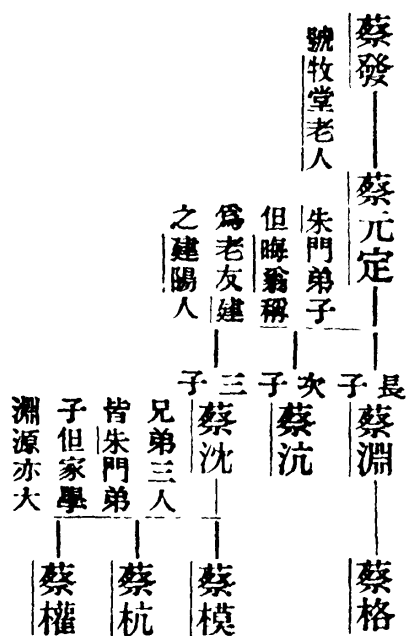 蔡發
號牧堂老人
蔡元定
朱門弟子
但晦翁稱
爲老友建
之建陽人
長子
蔡淵
次子
蔡沆
三子
蔡沈
兄弟三人
皆朱門弟
子但家學
淵源亦大
蔡格
蔡模
蔡杭
蔡權